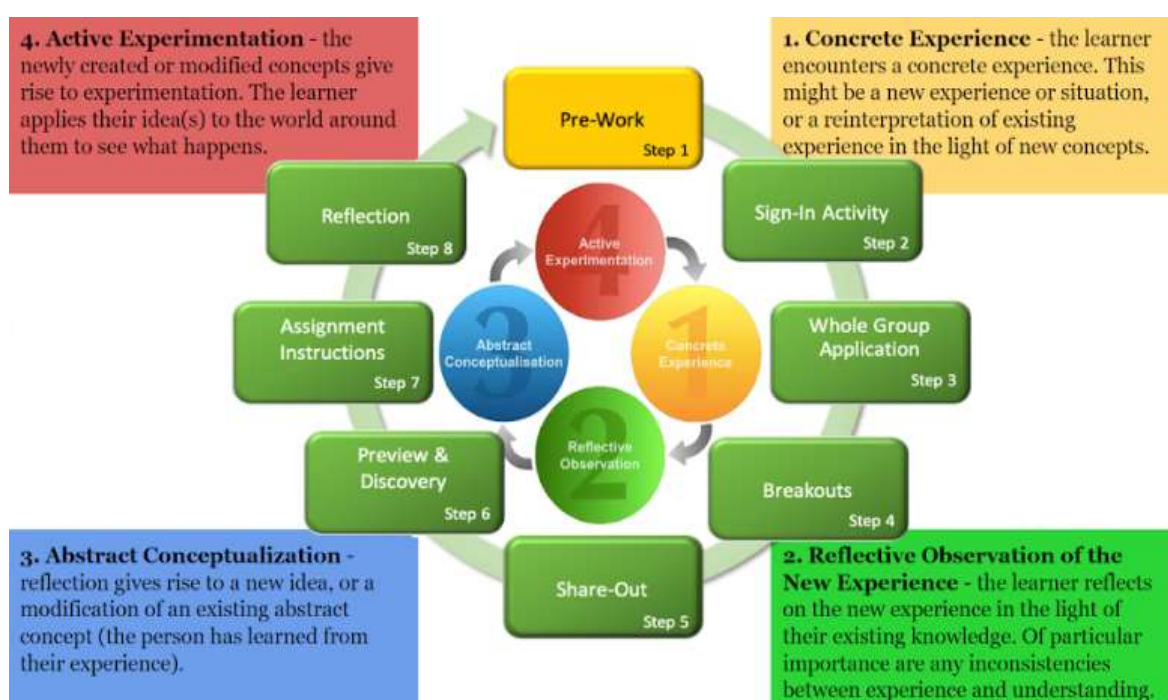 4. Active Experimentation - the
newly created or modified concepts give
rise to experimentation. The learner
applies their idea(s) to the world around
them to see what happens.
1. Concrete Experience - the learner
encounters a concrete experience. This
might be a new experience or situation,
or a reinterpretation of existing
experience in the light of new concepts.
Pre-Work
Step 1
Sign-In Activity
Step 2
Whole Group
Application
Step 3
Breakouts
Step 4
Share-Out
Step 5
Preview &
Discovery
Step 6
Assignment
Instructions
Step 7
Reflection
Step 8
4
Active
Experimentation
1
Concrete
Experience
2
Reflective
Observation
3
Abstract
Conceptualisation
3. Abstract Conceptualization -
reflection gives rise to a new idea, or a
modification of an existing abstract
concept (the person has learned from
their experience).
2. Reflective Observation of the
New Experience - the learner reflects
on the new experience in the light of
their existing knowledge. Of particular
importance are any inconsistencies
between experience and understanding.